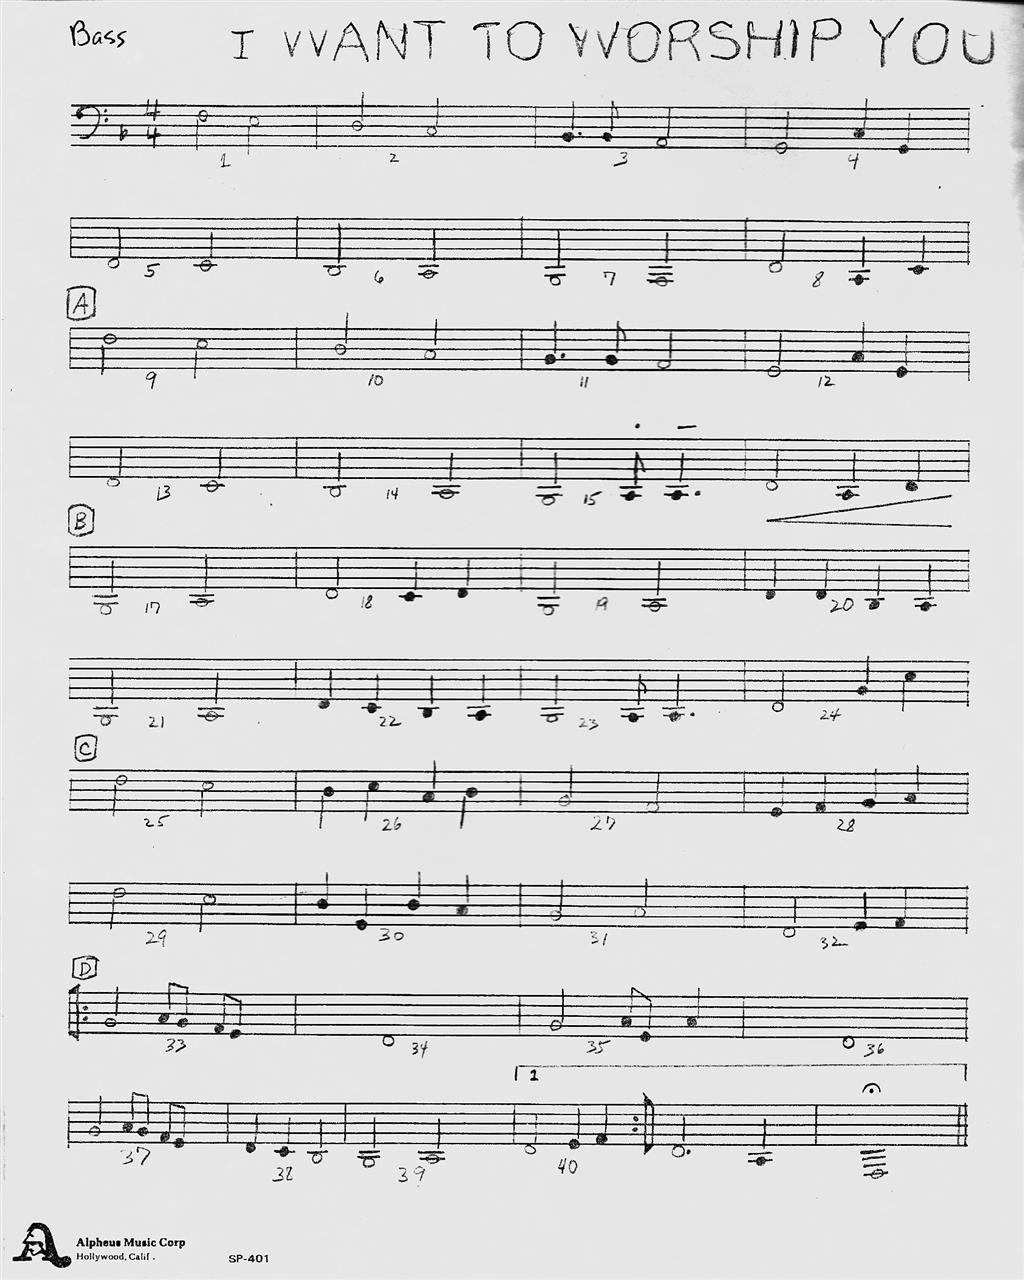 Bass
I WANT TO WORSHIP YOU
4
4
1 2 3 4
5 6 7 8
A
9 10 11 12
13 14 15
B
17 18 19 20
21 22 23 24
C
25 26 27 28
29 30 31 32
D
33 34 35 36
1
37 38 39 40
Alpheus Music Corp
Hollywood, Calif.
SP-401